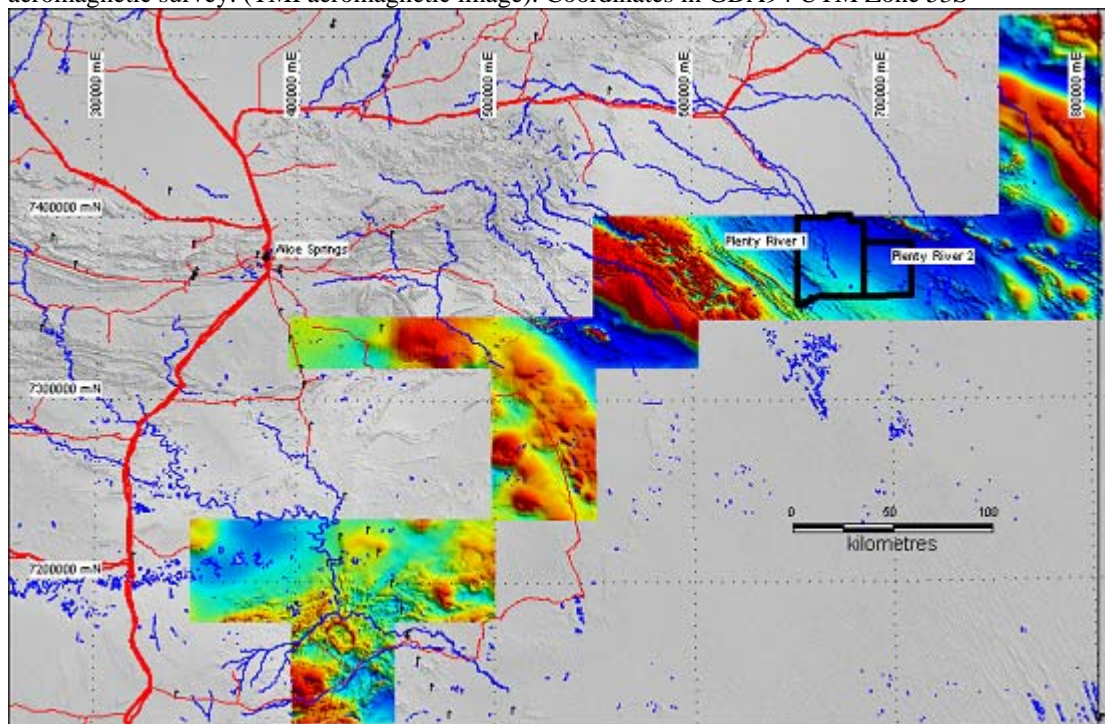 aeromagnetic survey. (TMI aeromagnetic image). Coordinates in GDA94 UTM Zone 53S
300000 mE
400000 mE
500000 mE
600000 mE
700000 mE
800000 mE
7400000 mN
Alice Springs
Plenty River 1
Plenty River 2
7300000 mN
0 50 100
kilometres
7200000 mN